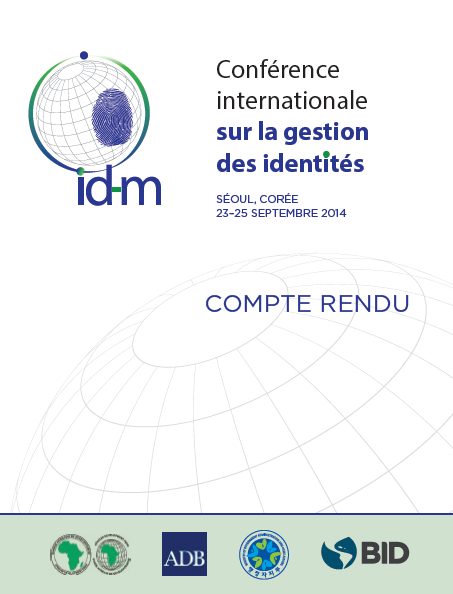 id-m
Conférence
internationale
sur la gestion
des identités
SÉOUL, CORÉE
23–25 SEPTEMBRE 2014
COMPTE RENDU
ADB
BID